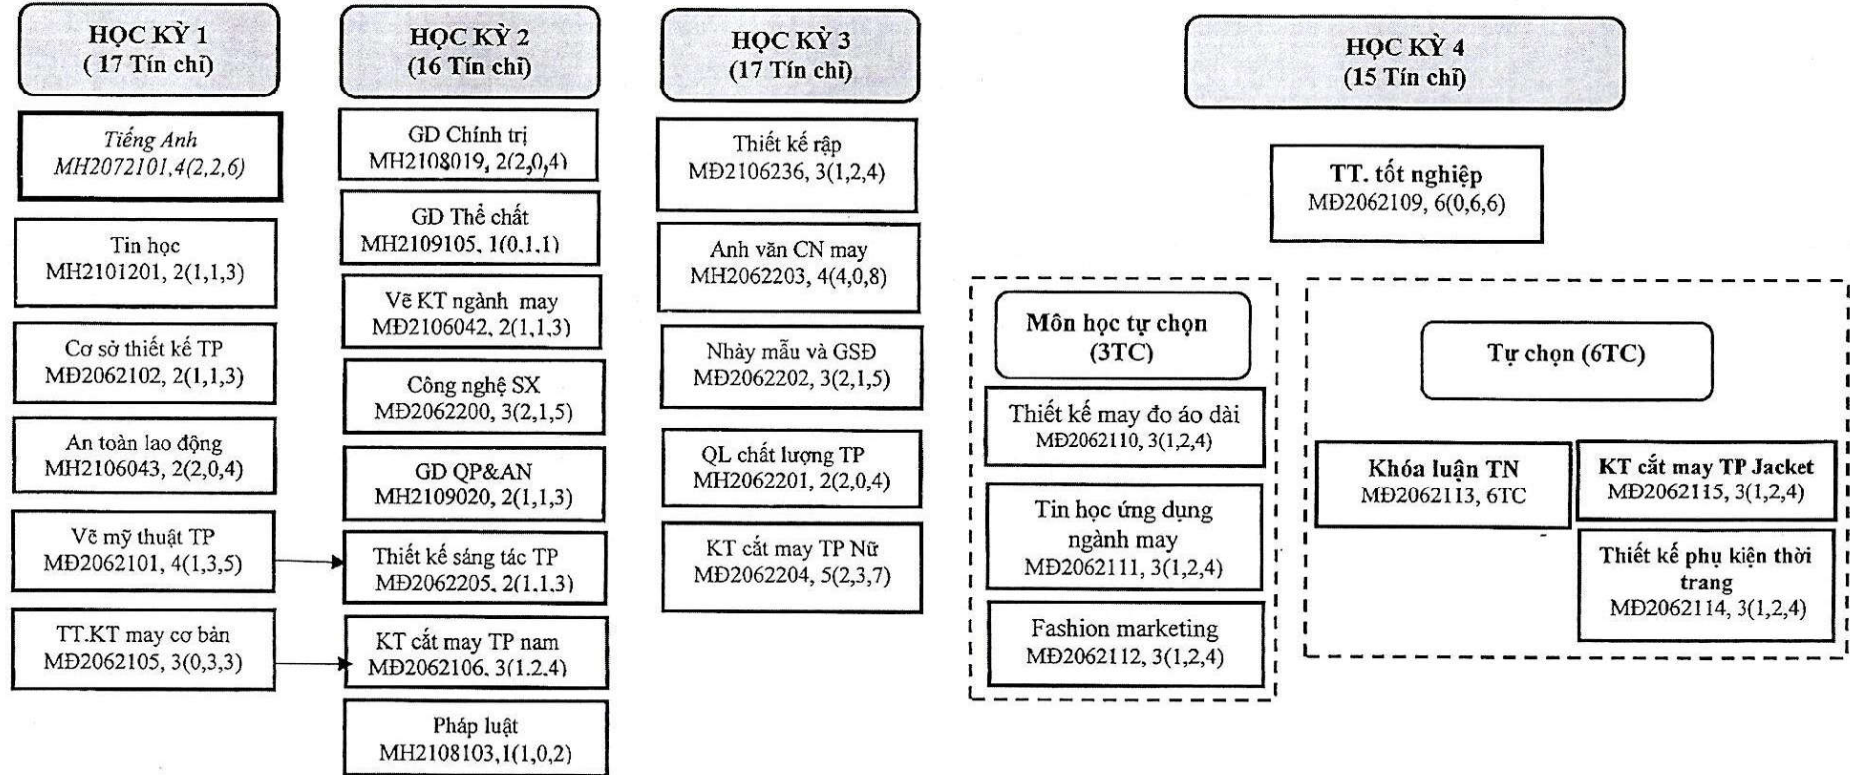 HỌC KỲ 1
( 17 Tín chỉ)
Tiếng Anh
MH2072101,4(2,2,6)
Tin học
MH2101201, 2(1,1,3)
Cơ sở thiết kế TP
MĐ2062102, 2(1,1,3)
An toàn lao động
MH2106043, 2(2,0,4)
Vẽ mỹ thuật TP
MĐ2062101, 4(1,3,5)
TT.KT may cơ bản
MĐ2062105, 3(0,3,3)
HỌC KỲ 2
(16 Tín chỉ)
GD Chính trị
MH2108019, 2(2,0,4)
GD Thể chất
MH2109105, 1(0,1,1)
Vẽ KT ngành may
MĐ2106042, 2(1,1,3)
Công nghệ SX
MĐ2062200, 3(2,1,5)
GD QP&AN
MH2109020, 2(1,1,3)
Thiết kế sáng tác TP
MĐ2062205, 2(1,1,3)
KT cắt may TP nam
MĐ2062106, 3(1,2,4)
Pháp luật
MH2108103,1(1,0,2)
HỌC KỲ 3
(17 Tín chỉ)
Thiết kế rập
MĐ2106236, 3(1,2,4)
Anh văn CN may
MH2062203, 4(4,0,8)
Nhảy mẫu và GSĐ
MĐ2062202, 3(2,1,5)
QL chất lượng TP
MH2062201, 2(2,0,4)
KT cắt may TP Nữ
MĐ2062204, 5(2,3,7)
HỌC KỲ 4
(15 Tín chỉ)
TT. tốt nghiệp
MĐ2062109, 6(0,6,6)
Môn học tự chọn
(3TC)
Thiết kế may đo áo dài
MĐ2062110, 3(1,2,4)
Tin học ứng dụng
ngành may
MĐ2062111, 3(1,2,4)
Fashion marketing
MĐ2062112, 3(1,2,4)
Tự chọn (6TC)
Khóa luận TN
MĐ2062113, 6TC
KT cắt may TP Jacket
MĐ2062115, 3(1,2,4)
Thiết kế phụ kiện thời
trang
MĐ2062114, 3(1,2,4)